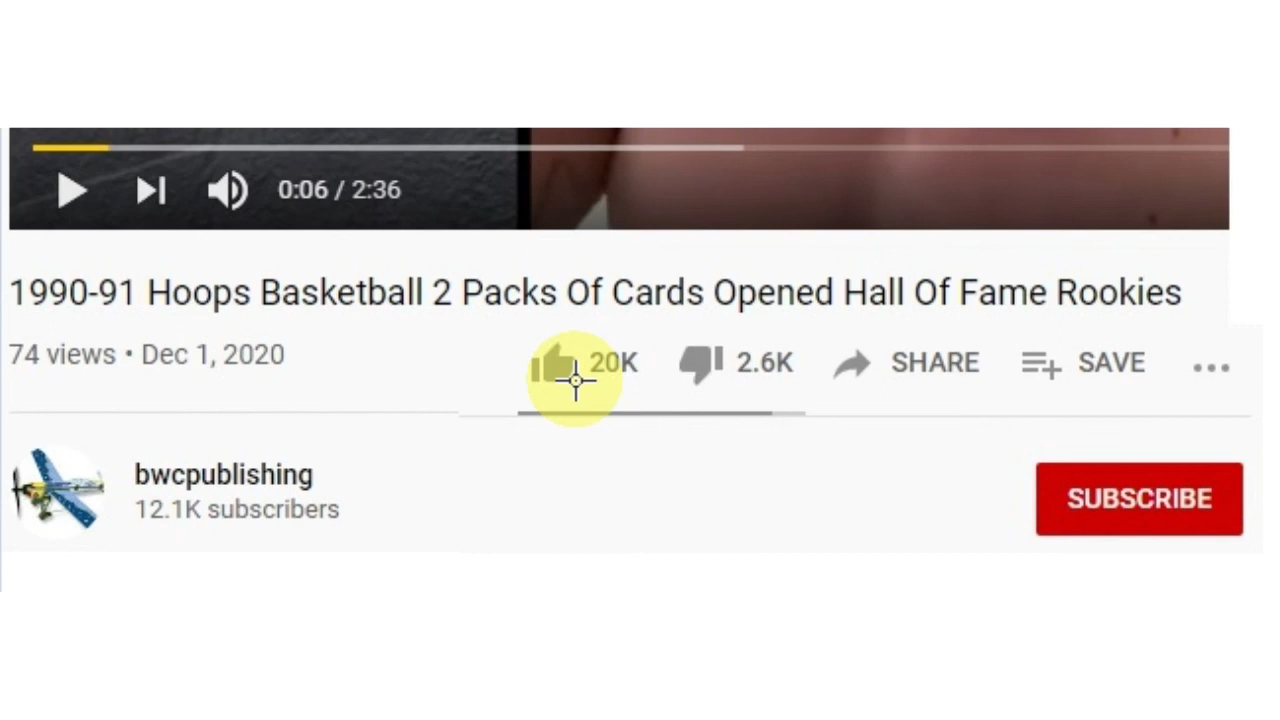 0:06 / 2:36
1990-91 Hoops Basketball 2 Packs Of Cards Opened Hall Of Fame Rookies
74 views • Dec 1, 2020
20K 2.6K SHARE SAVE
bwcpublishing
12.1K subscribers
SUBSCRIBE